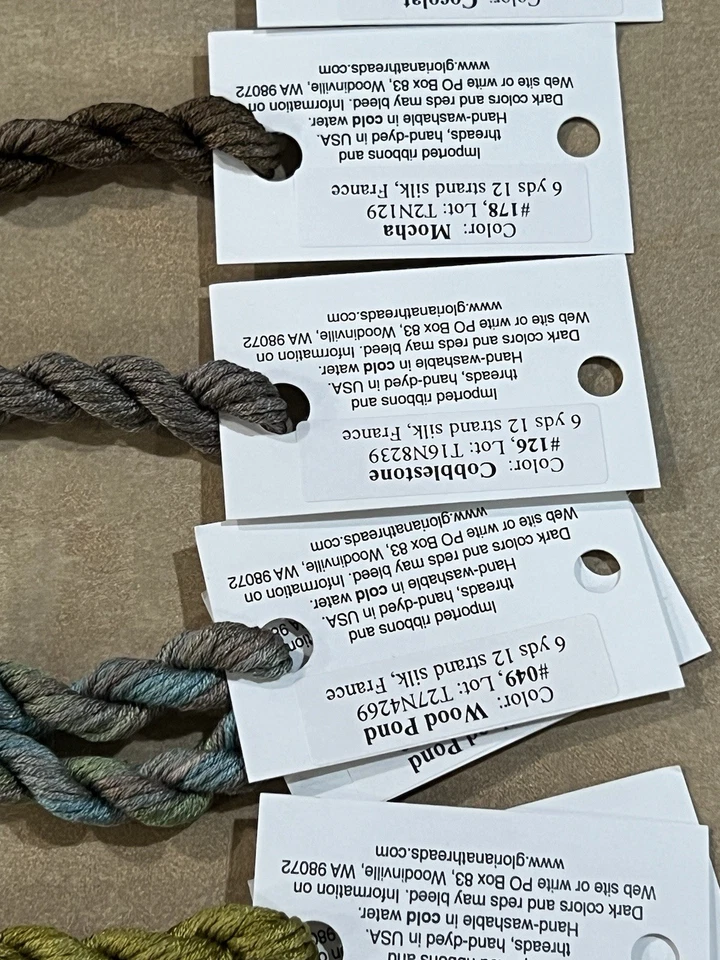 and
threads, hand-dyed in USA.
Hand-washable in cold water.
Dark colors and reds may bleed. Information on
Web site or write PO Box 83, Woodinville, WA 98072
www.glorianathreads.com
Pond
Color: Wood Pond
#049, Lot: T27N4269
6 yds 12 strand silk, France
Imported ribbons and
threads, hand-dyed in USA.
Hand-washable in cold water.
Dark colors and reds may bleed. Information on
Web site or write PO Box 83, Woodinville, WA 98072
www.glorianathreads.com
Color: Cobblestone
#126, Lot: T16N8239
6 yds 12 strand silk, France
Imported ribbons and
threads, hand-dyed in USA.
Hand-washable in cold water.
Dark colors and reds may bleed. Information on
Web site or write PO Box 83, Woodinville, WA 98072
www.glorianathreads.com
Color: Mocha
#178, Lot: T2N129
6 yds 12 strand silk, France
Imported ribbons and
threads, hand-dyed in USA.
Hand-washable in cold water.
Dark colors and reds may bleed. Information on
Web site or write PO Box 83, Woodinville, WA 98072
www.glorianathreads.com
Color: Cocolat